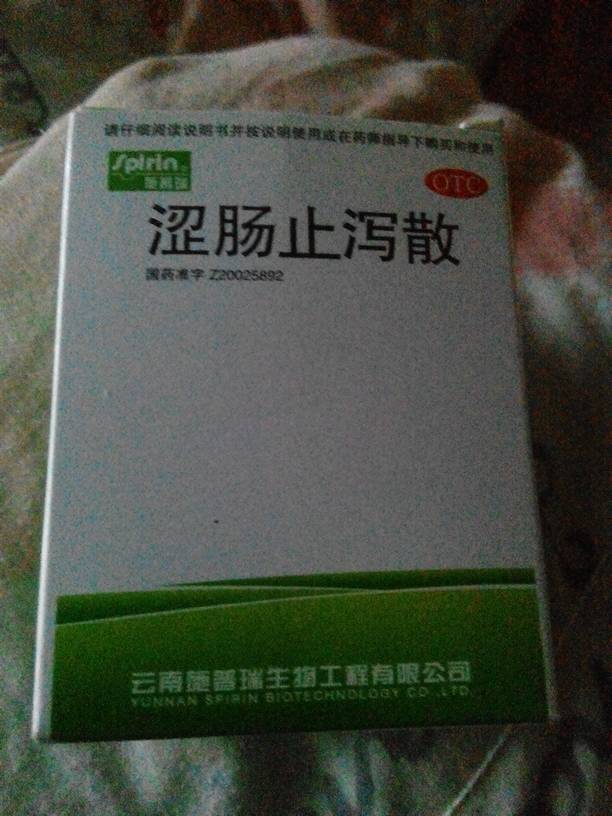 请仔细阅读说明书并按说明使用或在药师指导下购买和使用
Spirin
施普瑞
OTC
涩肠止泻散
国药准字 Z20025892
云南施普瑞生物工程有限公司
YUNNAN SPIRIN BIOTECHNOLOGY CO.,LTD.